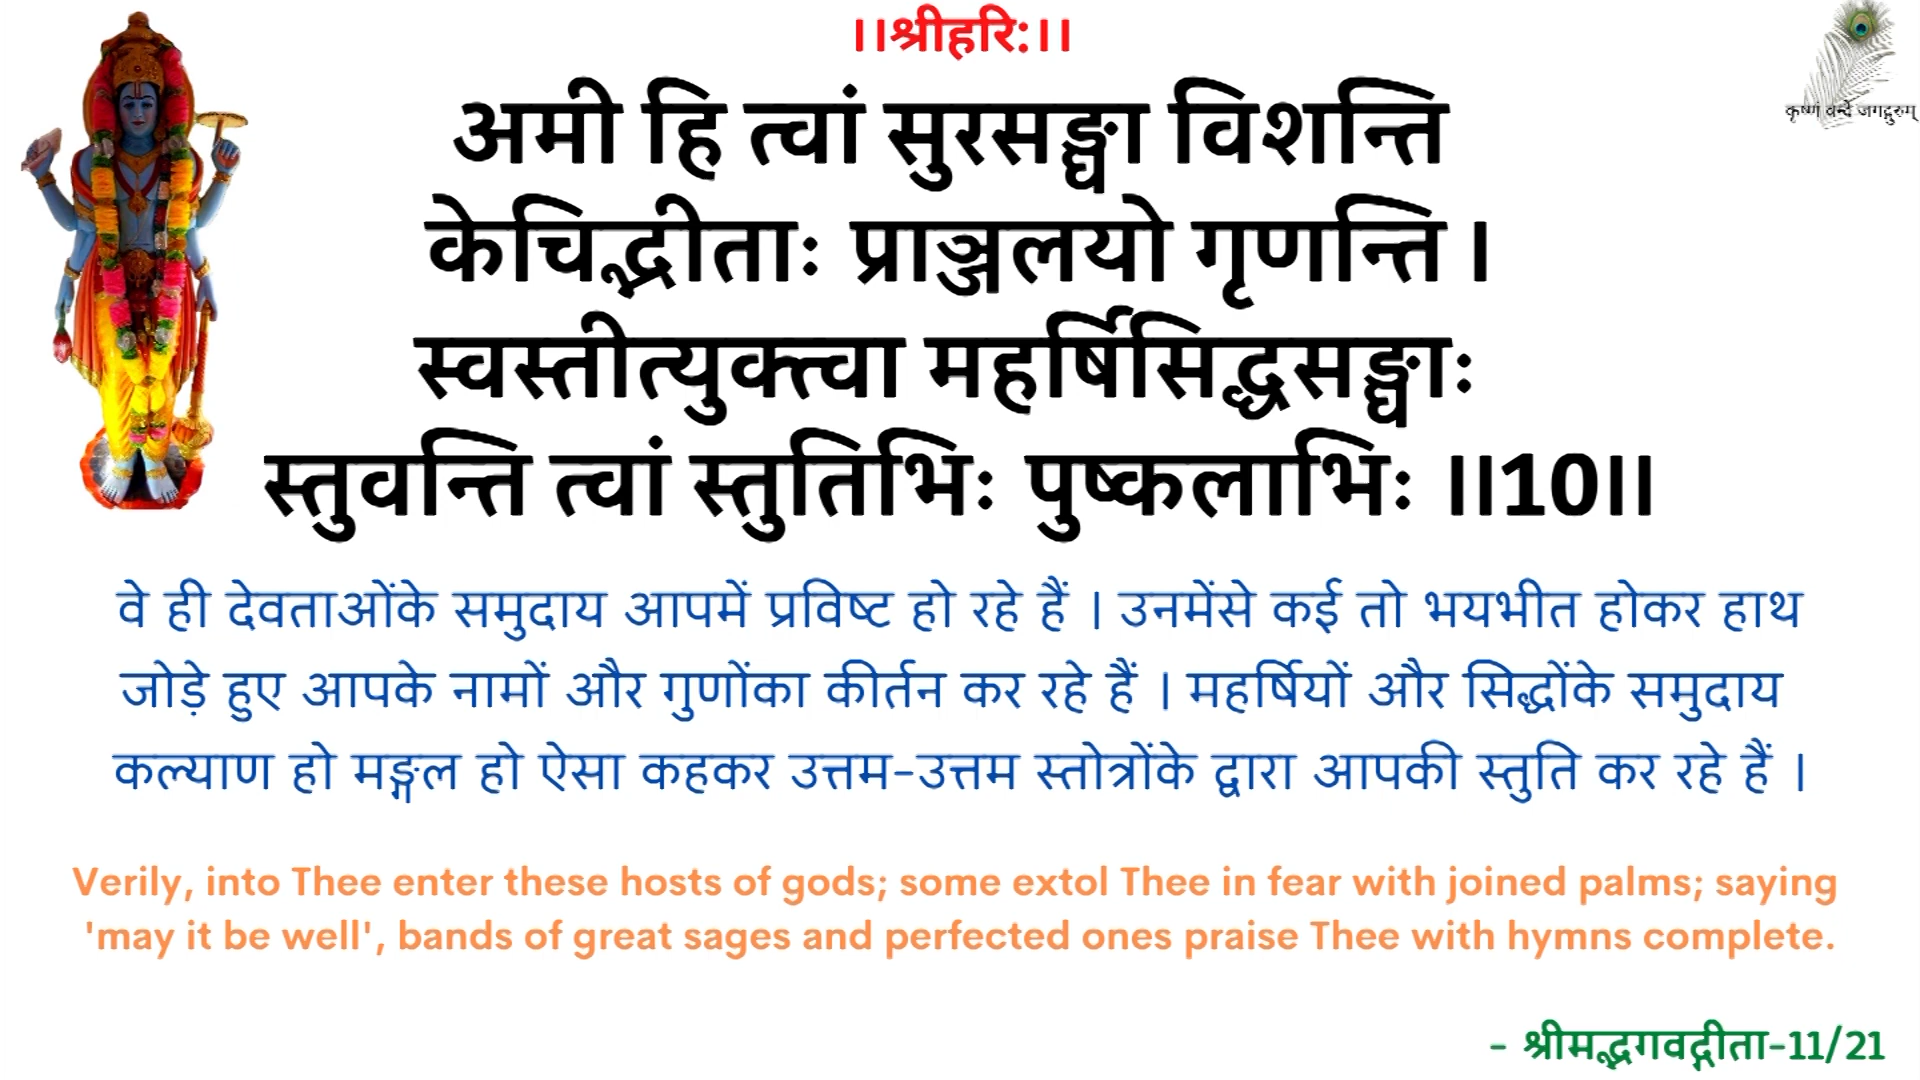 ।।श्रीहरि:।।
कृष्णं वन्दे जगद्गुरुम्
अमी हि त्वां सुरसङ्घा विशन्ति
केचिद्भीताः प्राञ्जलयो गृणन्ति ।
स्वस्तीत्युक्त्वा महर्षिसिद्धसङ्घाः
स्तुवन्ति त्वां स्तुतिभिः पुष्कलाभिः ।।10।।
वे ही देवताओंके समुदाय आपमें प्रविष्ट हो रहे हैं । उनमेंसे कई तो भयभीत होकर हाथ
जोड़े हुए आपके नामों और गुणोंका कीर्तन कर रहे हैं । महर्षियों और सिद्धोंके समुदाय
कल्याण हो मङ्गल हो ऐसा कहकर उत्तम-उत्तम स्तोत्रोंके द्वारा आपकी स्तुति कर रहे हैं ।
Verily, into Thee enter these hosts of gods; some extol Thee in fear with joined palms; saying
'may it be well', bands of great sages and perfected ones praise Thee with hymns complete.
- श्रीमद्भगवद्गीता-11/21